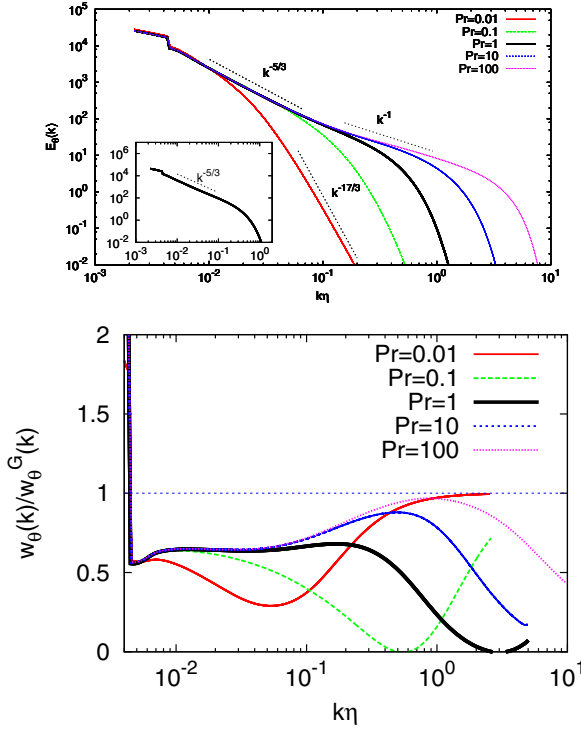 10^5
10^4
10^3
10^2
10^1
10^0
10^-1
10^-2
E_θ(k)
Pr=0.01
Pr=0.1
Pr=1
Pr=10
Pr=100
k^-5/3
k^-1
k^-17/3
10^6
10^4
10^2
10^0
10^-2
k^-5/3
10^-3 10^-2 10^-1 10^0
10^-3 10^-2 10^-1 10^0 10^1
kη
2
1.5
1
0.5
0
w_θ(k)/w_θ^G(k)
Pr=0.01
Pr=0.1
Pr=1
Pr=10
Pr=100
10^-2 10^-1 10^0 10^1
kη